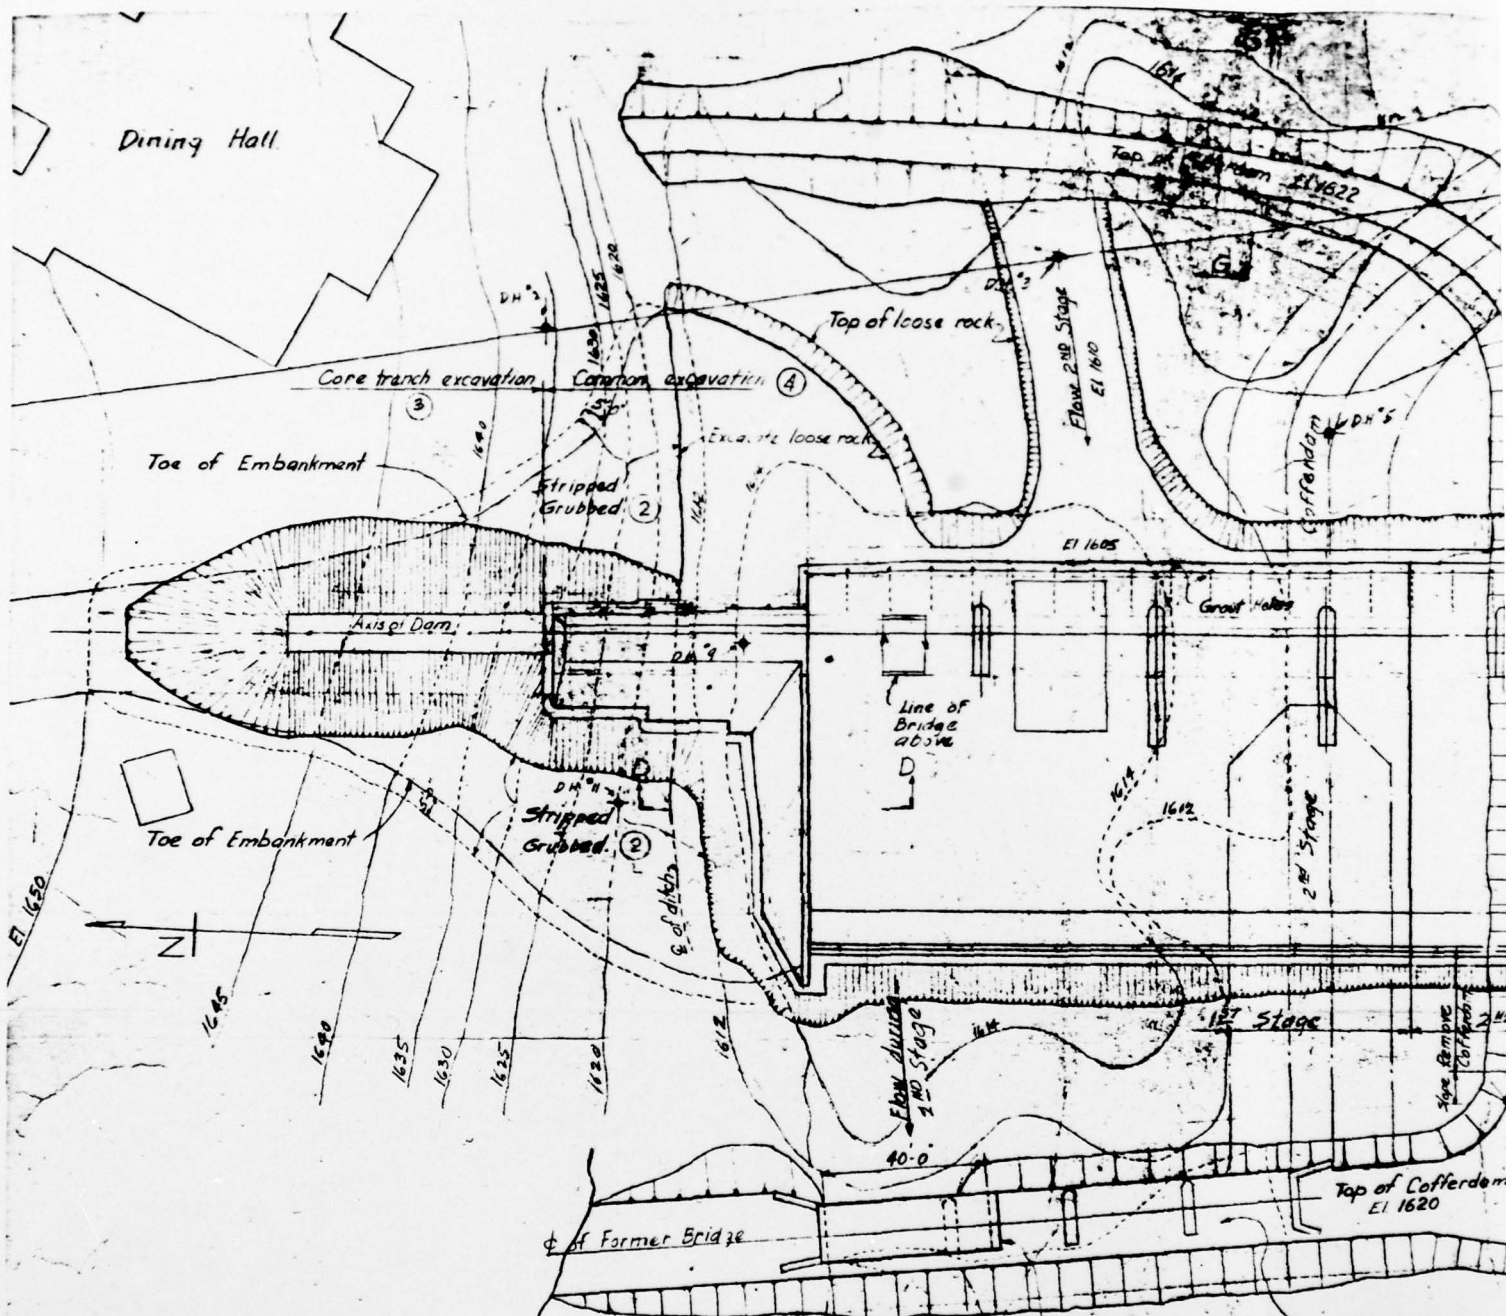 Dining Hall
1614
Top of Cofferdam El 1622
G
DH #2
1630
1625
1620
DH #3
Flow 2ND Stage
El 1610
Top of loose rock
Core trench excavation
3
Common excavation 4
1640
Excavate loose rock
Toe of Embankment
Stripped
Grubbed 2
1612
Cofferdam
DH #5
El 1605
Grout Holes
Axis of Dam
DH #9
Line of
Bridge
above
D
D
DH #11
Stripped
Grubbed. 2
Toe of Embankment
1614
1612
2nd Stage
El 1650
N
℄ of ditch
1645
1640
1635
1630
1625
1620
1612
Flow during
2ND Stage
1614
1ST Stage
Slope Remove
Cofferdam
40'-0"
Top of Cofferdam
El. 1620
℄ of Former Bridge